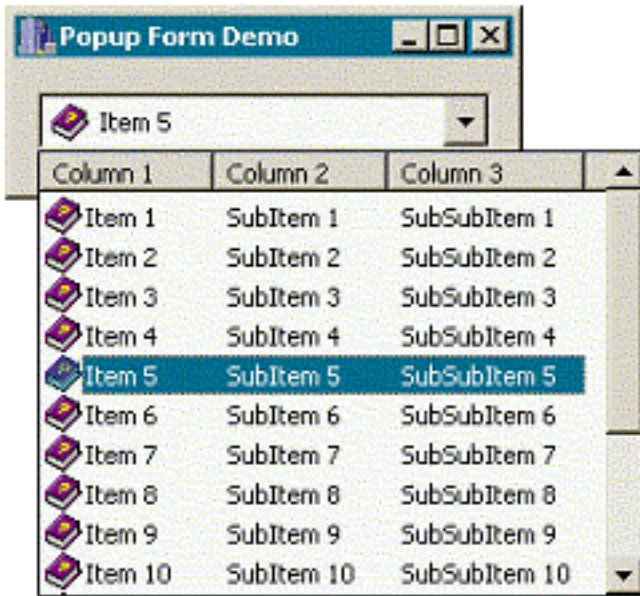 Popup Form Demo
Item 5
Column 1 Column 2 Column 3
Item 1 SubItem 1 SubSubItem 1
Item 2 SubItem 2 SubSubItem 2
Item 3 SubItem 3 SubSubItem 3
Item 4 SubItem 4 SubSubItem 4
Item 5 SubItem 5 SubSubItem 5
Item 6 SubItem 6 SubSubItem 6
Item 7 SubItem 7 SubSubItem 7
Item 8 SubItem 8 SubSubItem 8
Item 9 SubItem 9 SubSubItem 9
Item 10 SubItem 10 SubSubItem 10